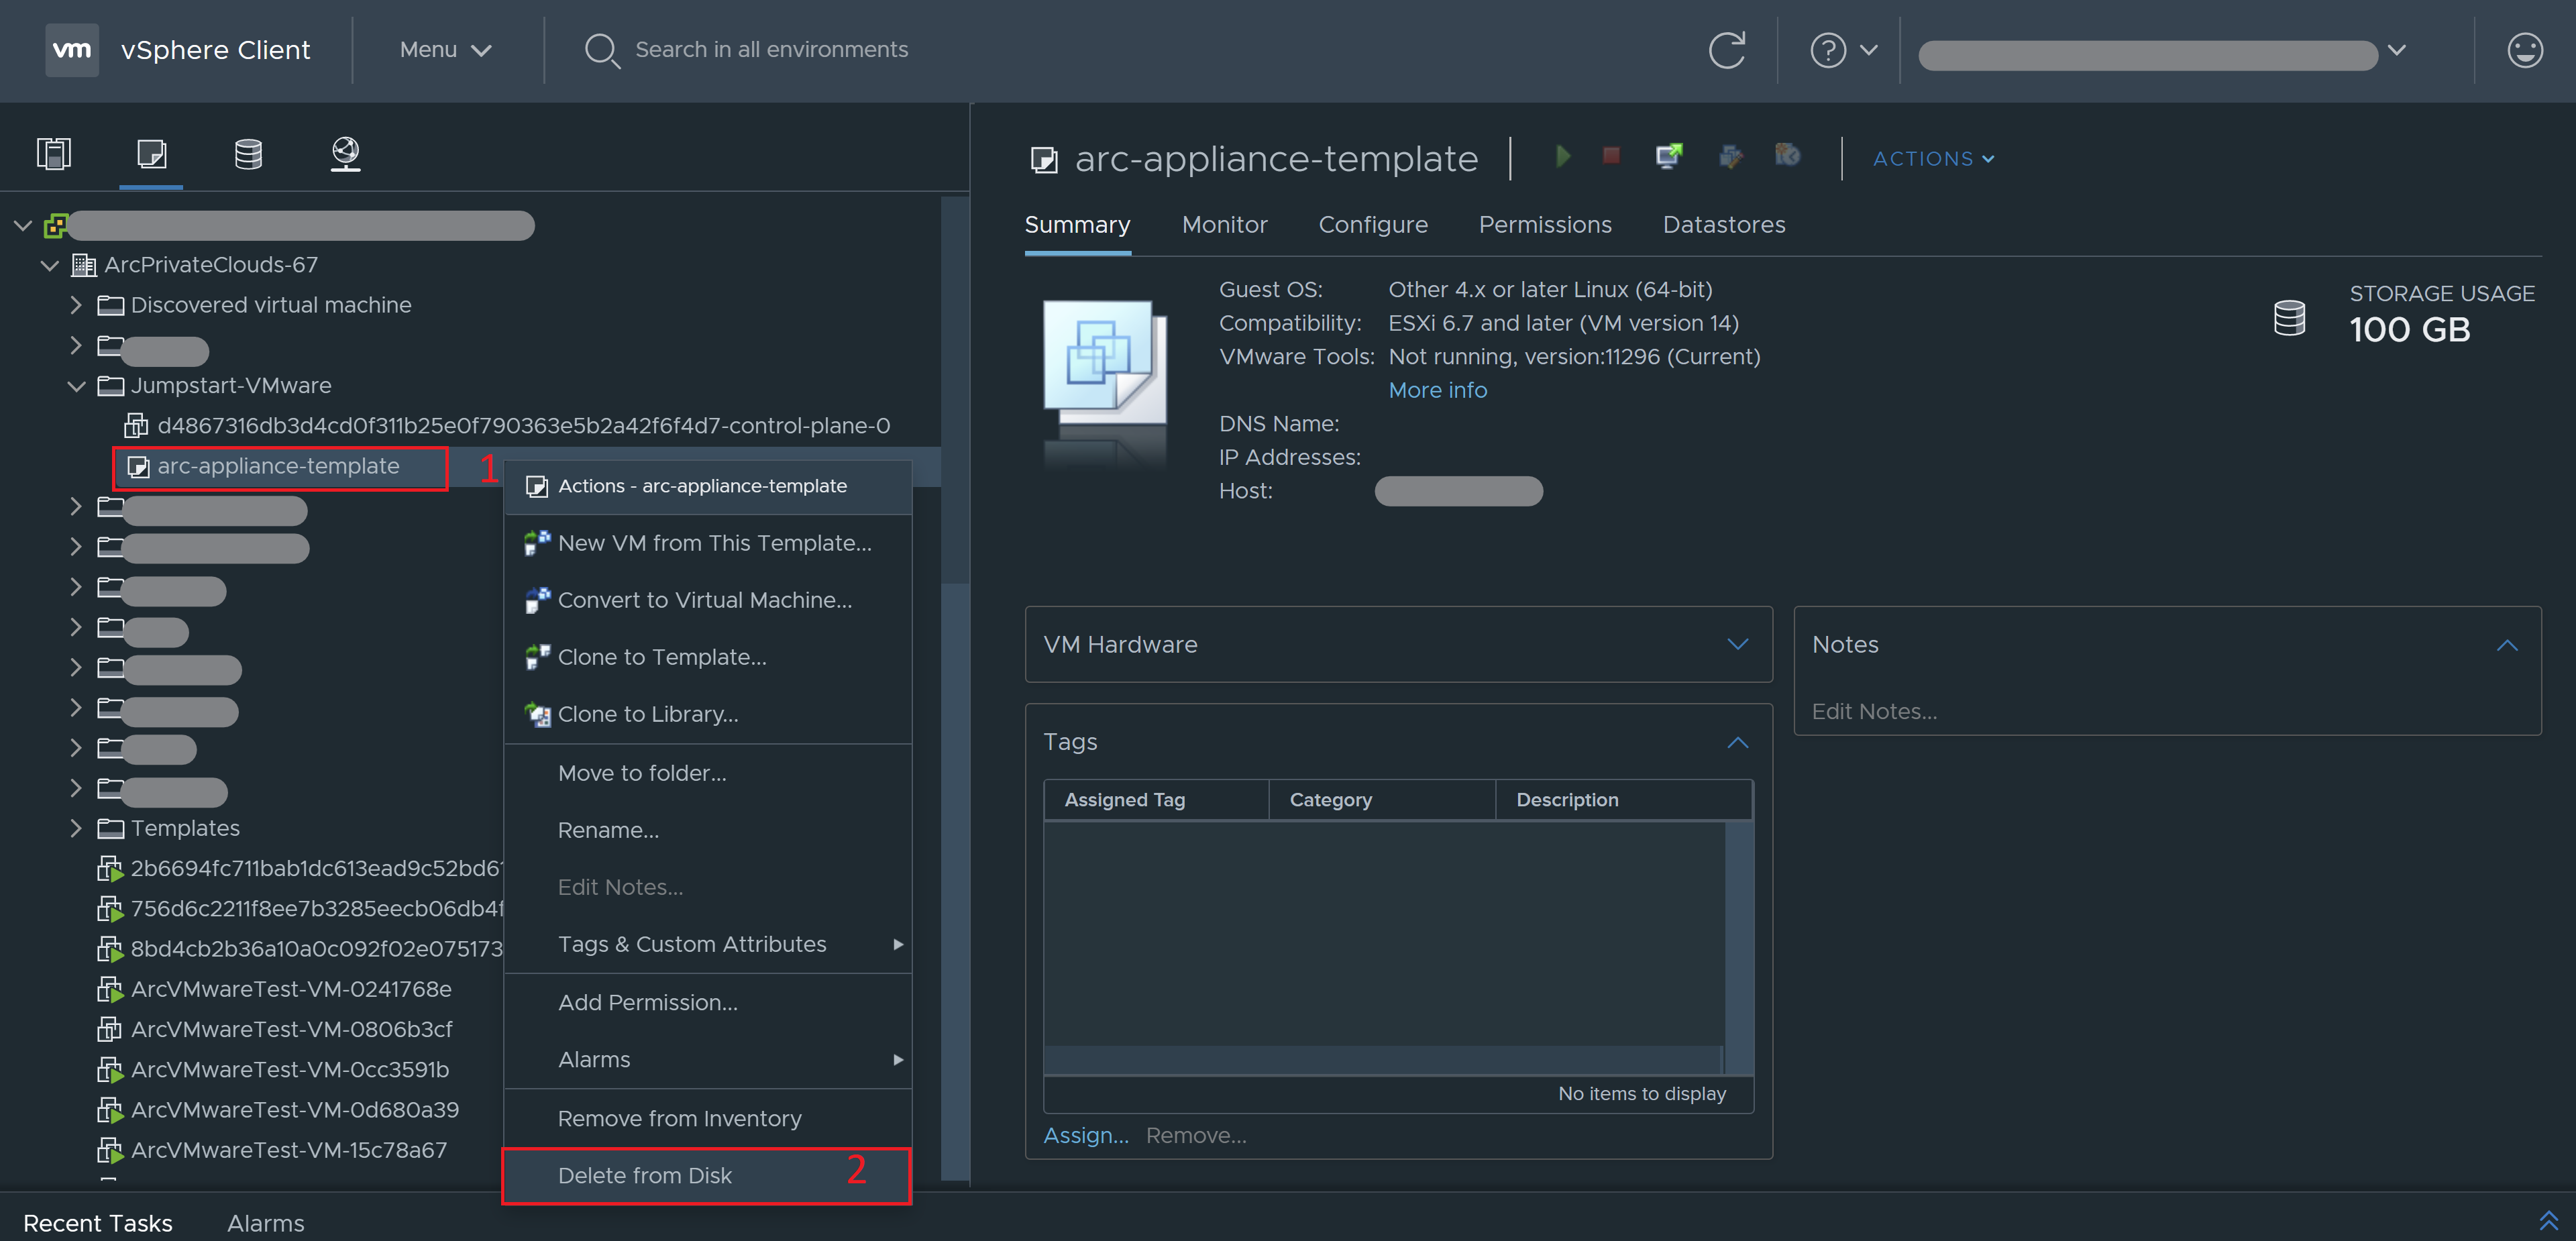 vm vSphere Client Menu Search in all environments
ArcPrivateClouds-67
Discovered virtual machine
Jumpstart-VMware
d4867316db3d4cd0f311b25e0f790363e5b2a42f6f4d7-control-plane-0
arc-appliance-template 1
Templates
2b6694fc711bab1dc613ead9c52bd61
756d6c2211f8ee7b3285eecb06db4f
8bd4cb2b36a10a0c092f02e075173
ArcVMwareTest-VM-0241768e
ArcVMwareTest-VM-0806b3cf
ArcVMwareTest-VM-0cc3591b
ArcVMwareTest-VM-0d680a39
ArcVMwareTest-VM-15c78a67
Actions - arc-appliance-template
New VM from This Template...
Convert to Virtual Machine...
Clone to Template...
Clone to Library...
Move to folder...
Rename...
Edit Notes...
Tags & Custom Attributes
Add Permission...
Alarms
Remove from Inventory
Delete from Disk 2
arc-appliance-template ACTIONS
Summary Monitor Configure Permissions Datastores
Guest OS: Other 4.x or later Linux (64-bit)
Compatibility: ESXi 6.7 and later (VM version 14)
VMware Tools: Not running, version:11296 (Current)
More info
DNS Name:
IP Addresses:
Host:
STORAGE USAGE
100 GB
VM Hardware
Notes
Edit Notes...
Tags
Assigned Tag Category Description
No items to display
Assign... Remove...
Recent Tasks Alarms